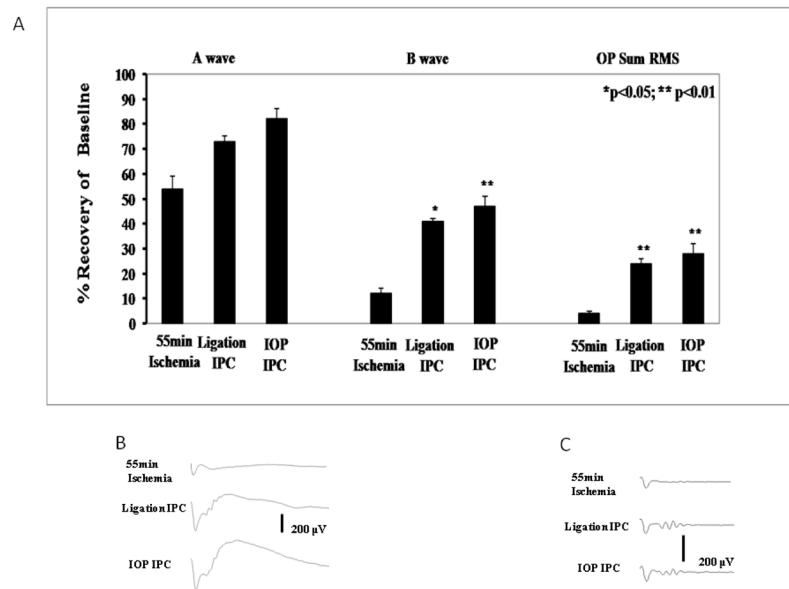 A
A wave B wave OP Sum RMS
*p<0.05; ** p<0.01
% Recovery of Baseline
100
90
80
70
60
50
40
30
20
10
0
* ** ** **
55min Ligation IOP 55min Ligation IOP 55min Ligation IOP
Ischemia IPC IPC Ischemia IPC IPC Ischemia IPC IPC
B
55min
Ischemia
Ligation IPC
200 µV
IOP IPC
C
55min
Ischemia
Ligation IPC
200 µV
IOP IPC